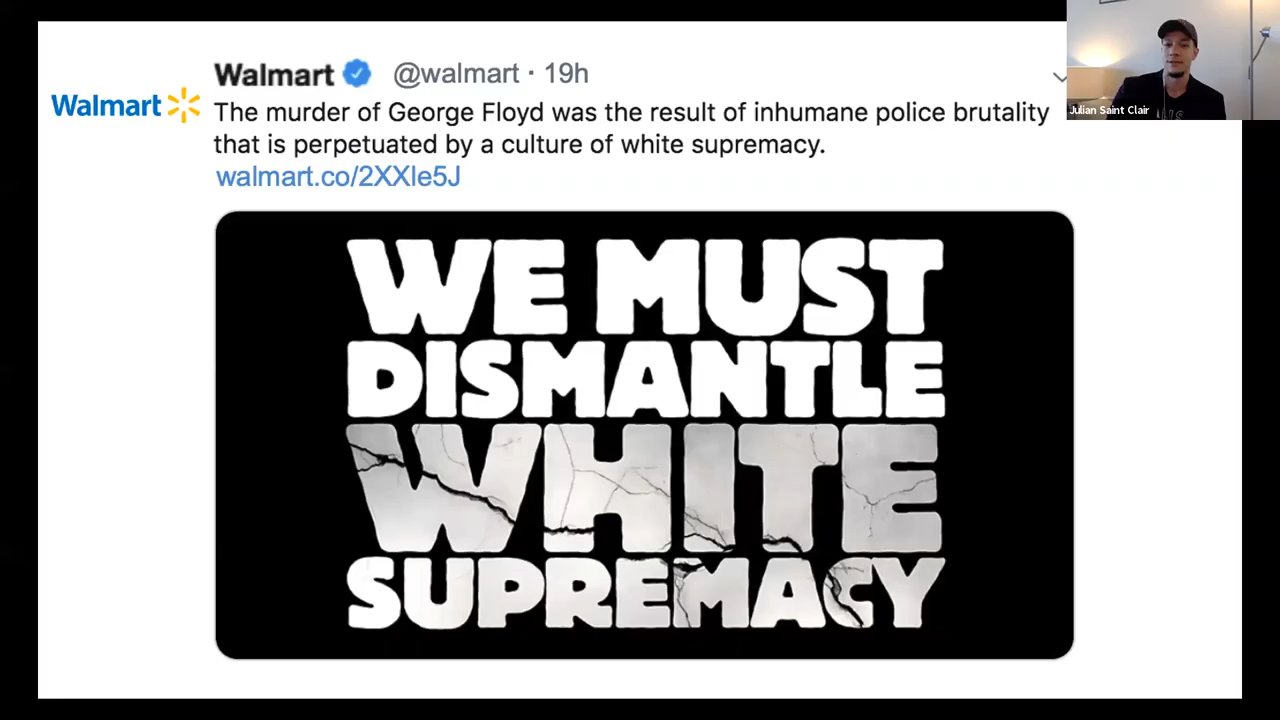 Walmart @walmart · 19h
Walmart
The murder of George Floyd was the result of inhumane police brutality
that is perpetuated by a culture of white supremacy.
walmart.co/2XXle5J
WE MUST
DISMANTLE
WHITE
SUPREMACY
Julian Saint Clair